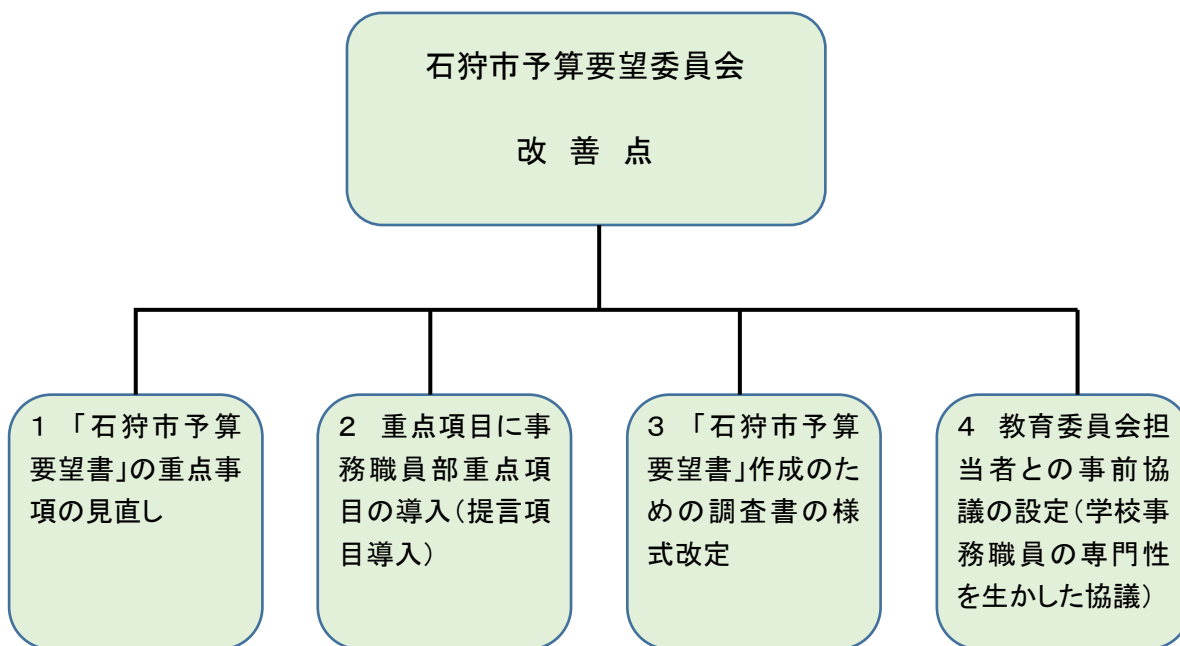 石狩市予算要望委員会
改 善 点
1 「石狩市予算
要望書」の重点事
項の見直し
2 重点項目に事
務職員部重点項
目の導入(提言項
目導入)
3 「石狩市予算
要望書」作成のた
めの調査書の様
式改定
4 教育委員会担
当者との事前協
議の設定(学校事
務職員の専門性
を生かした協議)